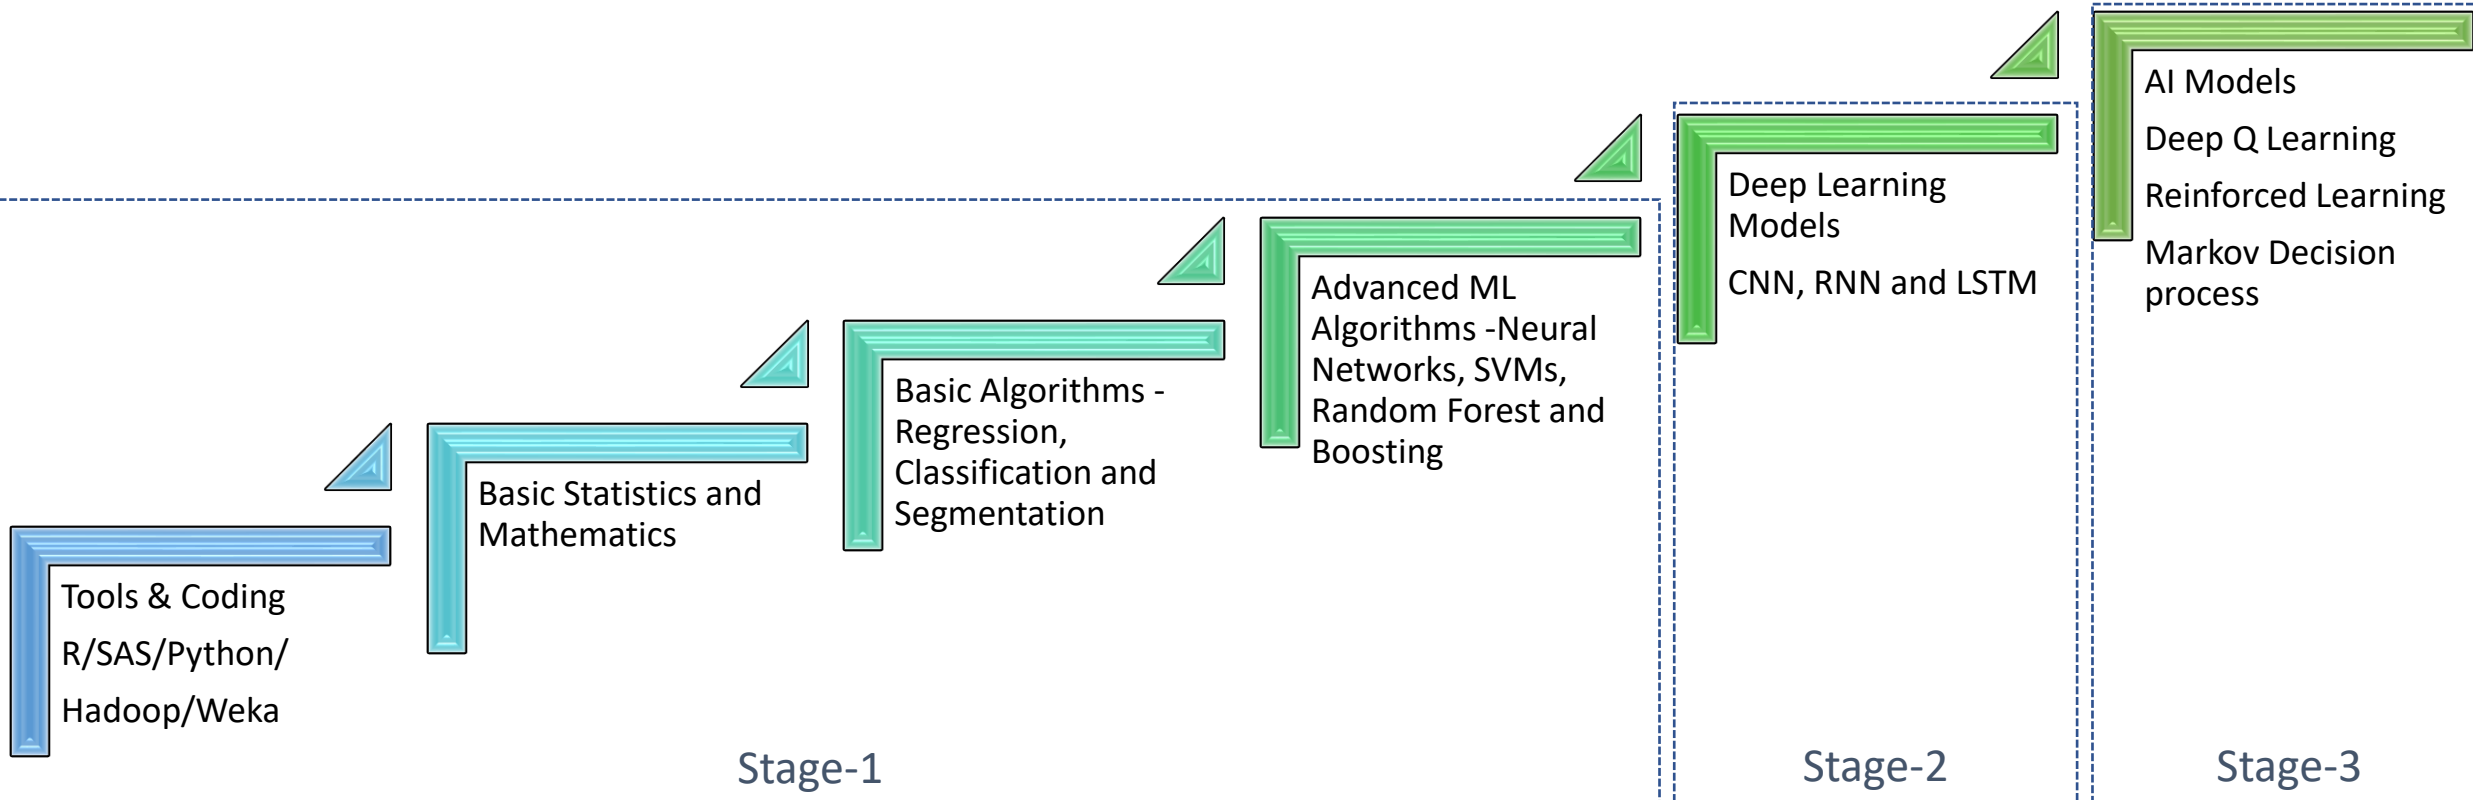 Tools & Coding
R/SAS/Python/
Hadoop/Weka
Basic Statistics and
Mathematics
Basic Algorithms -
Regression,
Classification and
Segmentation
Advanced ML
Algorithms -Neural
Networks, SVMs,
Random Forest and
Boosting
Deep Learning
Models
CNN, RNN and LSTM
AI Models
Deep Q Learning
Reinforced Learning
Markov Decision
process
Stage-1
Stage-2
Stage-3